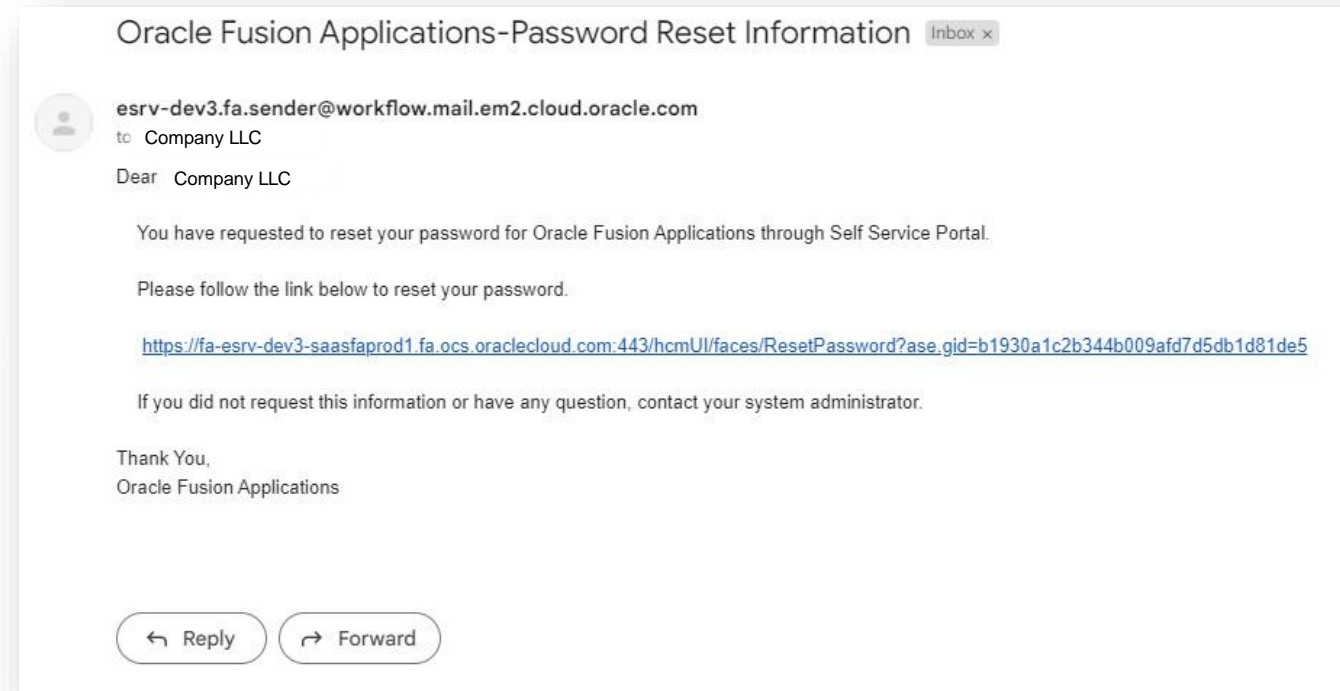 Oracle Fusion Applications-Password Reset Information Inbox x
esrv-dev3.fa.sender@workflow.mail.em2.cloud.oracle.com
to Company LLC
Dear Company LLC
You have requested to reset your password for Oracle Fusion Applications through Self Service Portal.
Please follow the link below to reset your password.
https://fa-esrv-dev3-saasfaprod1.fa.ocs.oraclecloud.com:443/hcmUI/faces/ResetPassword?ase.gid=b1930a1c2b344b009afd7d5db1d81de5
If you did not request this information or have any question, contact your system administrator.
Thank You,
Oracle Fusion Applications
Reply Forward